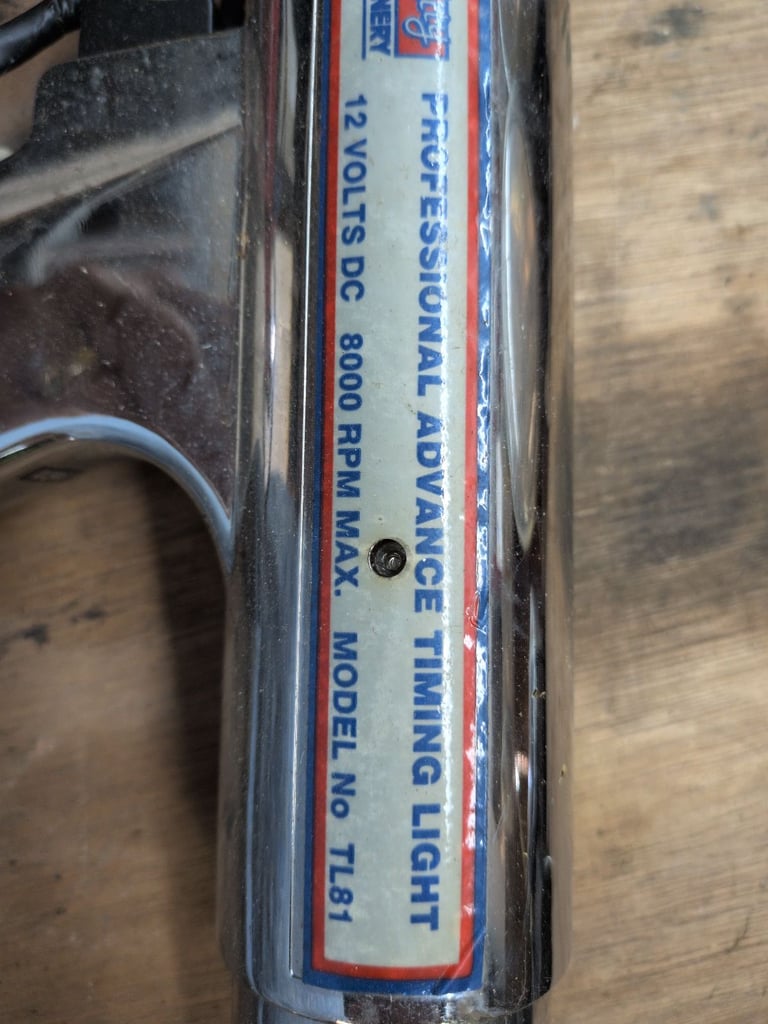 PROFESSIONAL ADVANCE TIMING LIGHT
12 VOLTS DC 8000 RPM MAX. MODEL No TL81